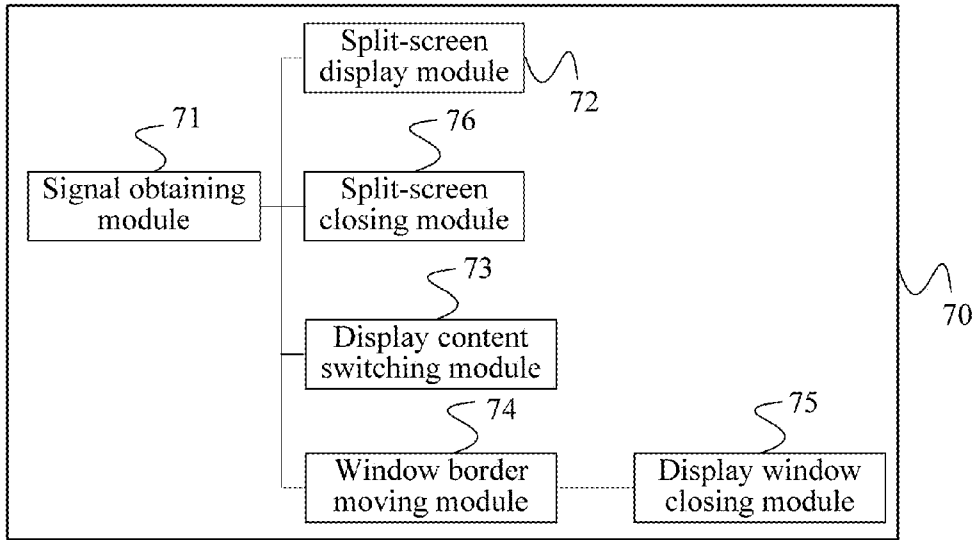 Split-screen
display module
72
71
76
Signal obtaining
module
Split-screen
closing module
73
Display content
switching module
70
74
75
Window border
moving module
Display window
closing module